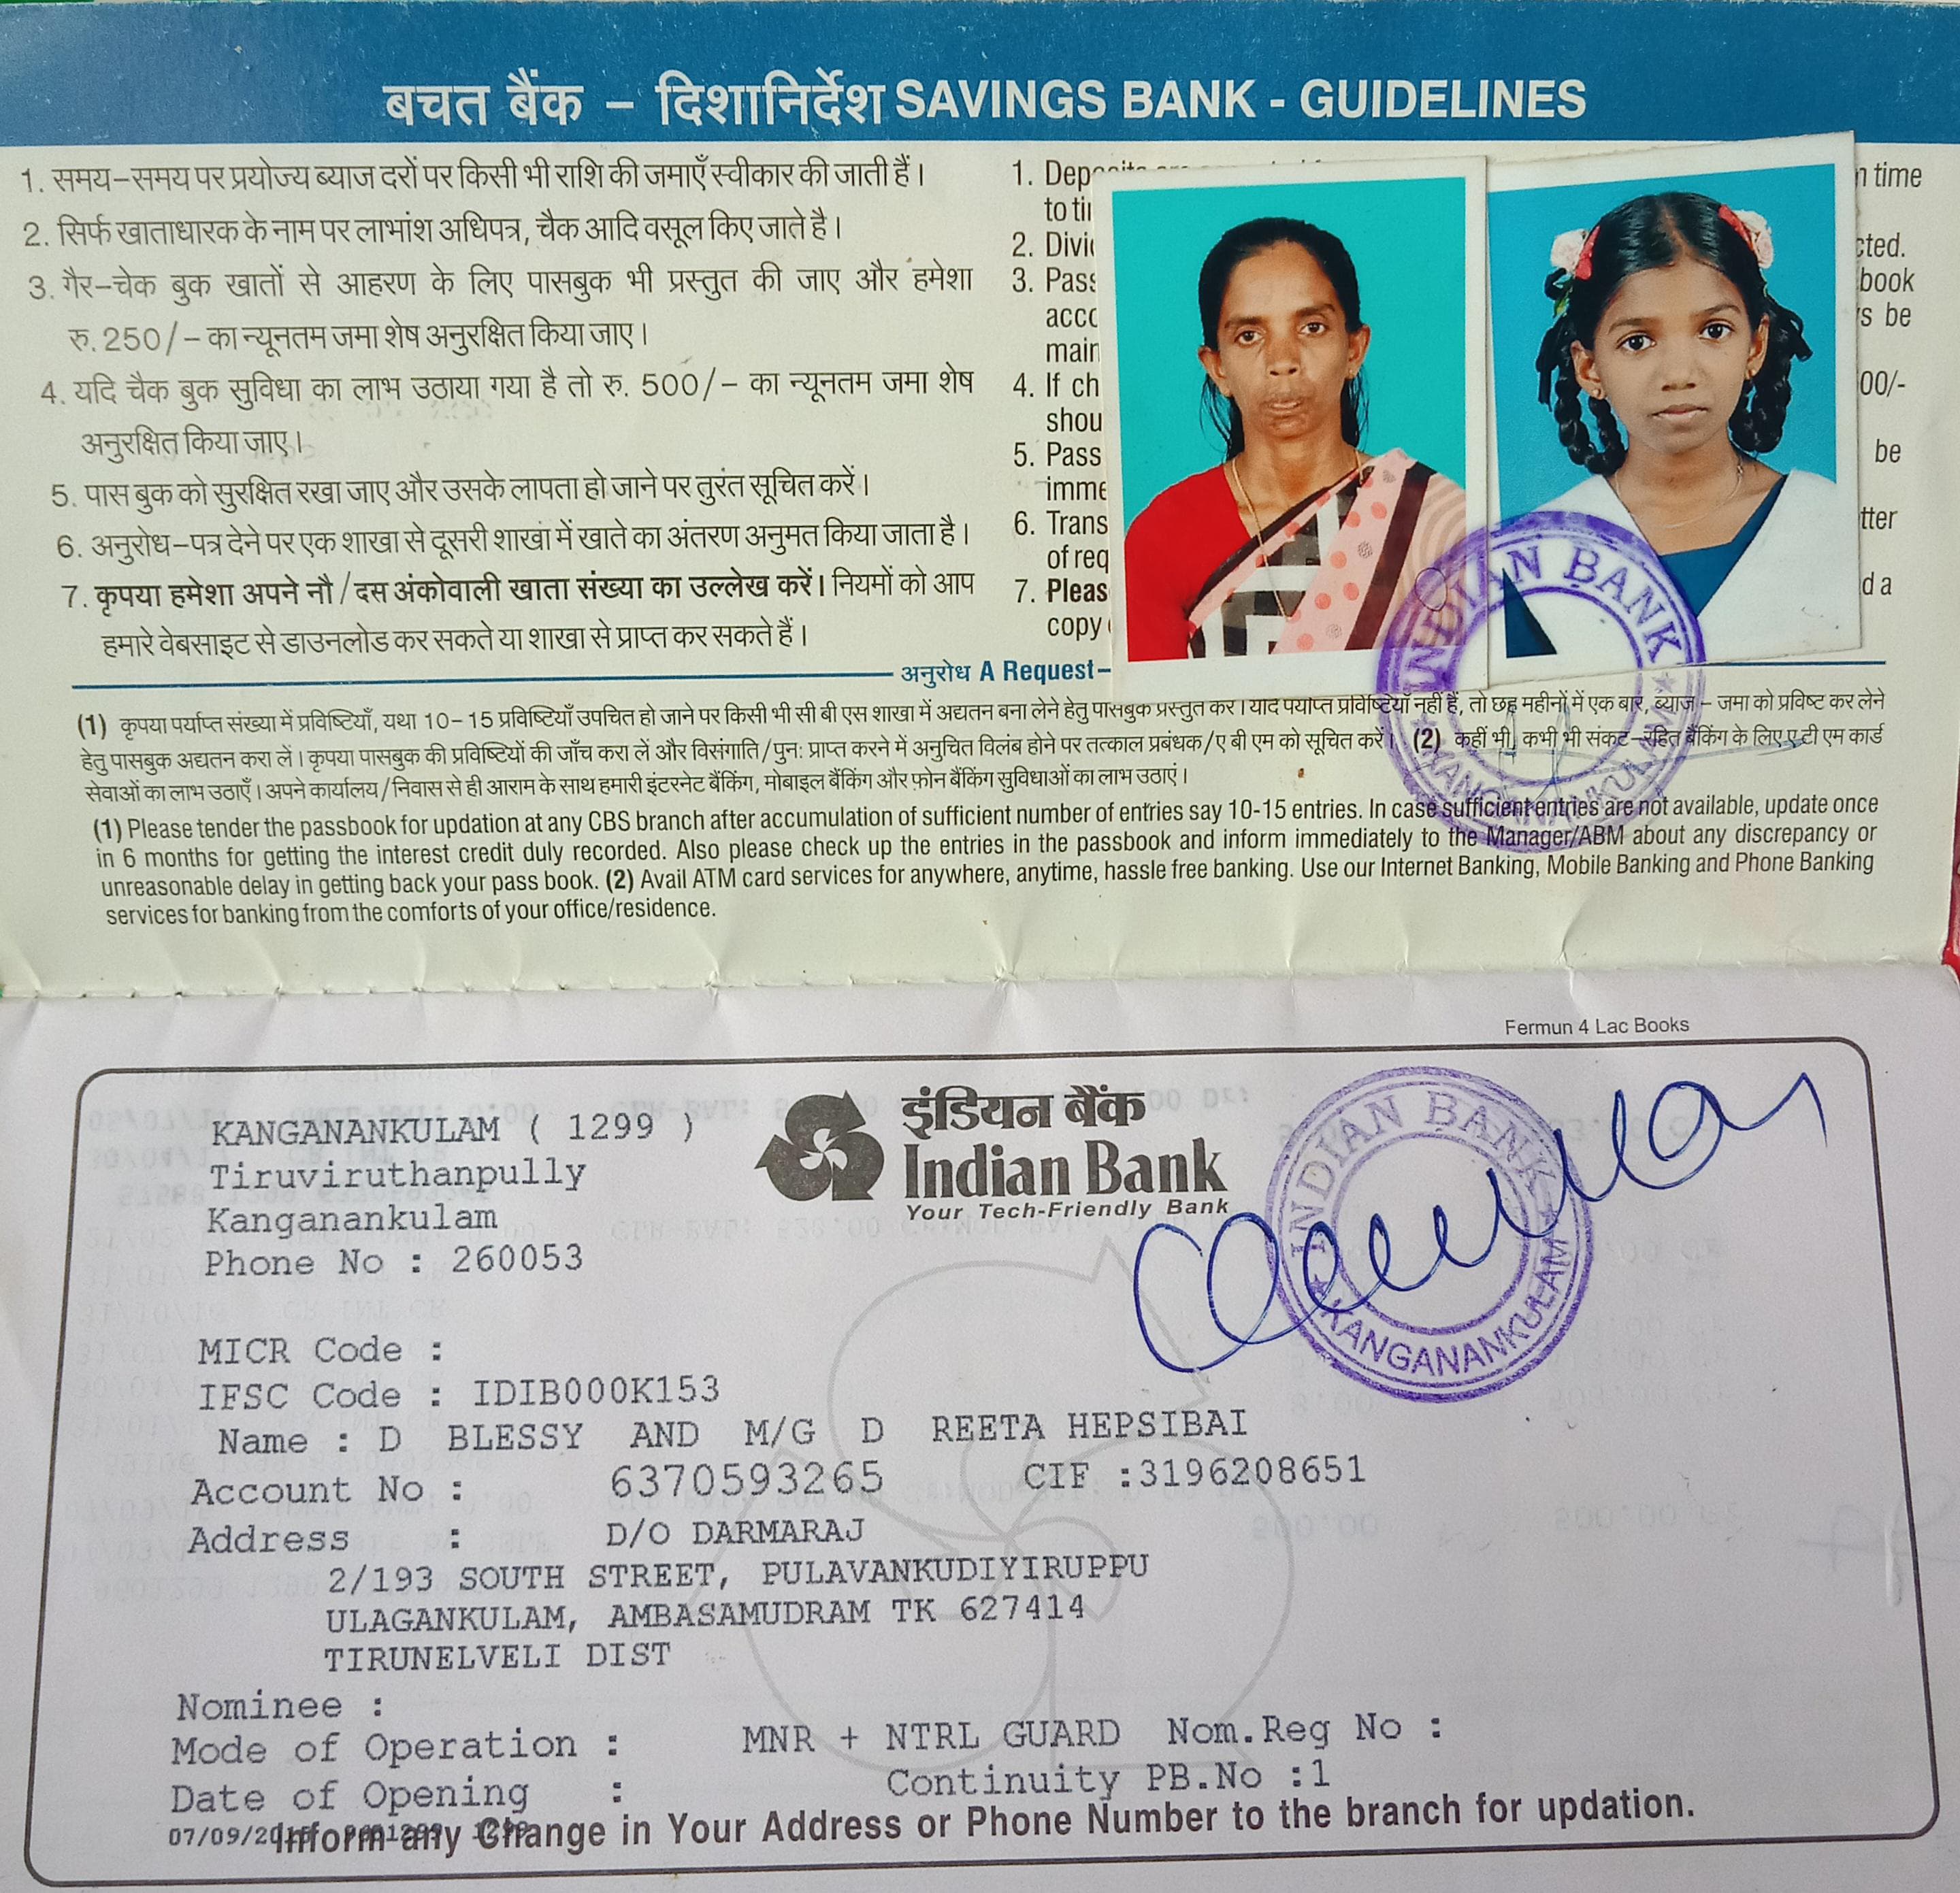 बचत बैंक – दिशानिर्देश SAVINGS BANK - GUIDELINES
1. समय–समय पर प्रयोज्य ब्याज दरों पर किसी भी राशि की जमाएँ स्वीकार की जाती हैं।
2. सिर्फ खाताधारक के नाम पर लाभांश अधिपत्र, चैक आदि वसूल किए जाते है।
3. गैर–चेक बुक खातों से आहरण के लिए पासबुक भी प्रस्तुत की जाए और हमेशा
रु. 250/– का न्यूनतम जमा शेष अनुरक्षित किया जाए।
4. यदि चैक बुक सुविधा का लाभ उठाया गया है तो रु. 500/– का न्यूनतम जमा शेष
अनुरक्षित किया जाए।
5. पास बुक को सुरक्षित रखा जाए और उसके लापता हो जाने पर तुरंत सूचित करें।
6. अनुरोध–पत्र देने पर एक शाखा से दूसरी शाखा में खाते का अंतरण अनुमत किया जाता है।
7. कृपया हमेशा अपने नौ/दस अंकोवाली खाता संख्या का उल्लेख करें। नियमों को आप
हमारे वेबसाइट से डाउनलोड कर सकते या शाखा से प्राप्त कर सकते हैं।
1. time
to
2. cted.
3. Pass book
acc s be
main
4. If ch 00/-
shou
5. Pass be
imme
6. Trans tter
of req
7. Pleas d a
copy
INDIAN BANK
KANGANANKULAM
अनुरोध A Request–
(1) कृपया पर्याप्त संख्या में प्रविष्टियाँ, यथा 10–15 प्रविष्टियाँ उपचित हो जाने पर किसी भी सी बी एस शाखा में अद्यतन बना लेने हेतु पासबुक प्रस्तुत करें। यदि पर्याप्त प्रविष्टियाँ नहीं हैं, तो छह महीनों में एक बार, ब्याज – जमा को प्रविष्ट कर लेने
हेतु पासबुक अद्यतन करा लें। कृपया पासबुक की प्रविष्टियों की जाँच करा लें और विसंगाति/पुन: प्राप्त करने में अनुचित विलंब होने पर तत्काल प्रबंधक/ए बी एम को सूचित करें। (2) कहीं भी, कभी भी संकट–रहित बैंकिंग के लिए ए टी एम कार्ड
सेवाओं का लाभ उठाएँ। अपने कार्यालय/निवास से ही आराम के साथ हमारी इंटरनेट बैंकिंग, मोबाइल बैंकिंग और फ़ोन बैंकिंग सुविधाओं का लाभ उठाएं।
(1) Please tender the passbook for updation at any CBS branch after accumulation of sufficient number of entries say 10-15 entries. In case sufficient entries are not available, update once
in 6 months for getting the interest credit duly recorded. Also please check up the entries in the passbook and inform immediately to the Manager/ABM about any discrepancy or
unreasonable delay in getting back your pass book. (2) Avail ATM card services for anywhere, anytime, hassle free banking. Use our Internet Banking, Mobile Banking and Phone Banking
services for banking from the comforts of your office/residence.
Fermun 4 Lac Books
KANGANANKULAM ( 1299 )
Tiruviruthanpully
Kanganankulam
Phone No : 260053
इंडियन बैंक
Indian Bank
Your Tech-Friendly Bank
INDIAN BANK
KANGANANKULAM
MICR Code :
IFSC Code : IDIB000K153
Name : D BLESSY AND M/G D REETA HEPSIBAI
Account No : 6370593265 CIF :3196208651
Address : D/O DARMARAJ
2/193 SOUTH STREET, PULAVANKUDIYIRUPPU
ULAGANKULAM, AMBASAMUDRAM TK 627414
TIRUNELVELI DIST
Nominee :
Mode of Operation : MNR + NTRL GUARD Nom.Reg No :
Date of Opening : Continuity PB.No :1
07/09/20
Inform any Change in Your Address or Phone Number to the branch for updation.